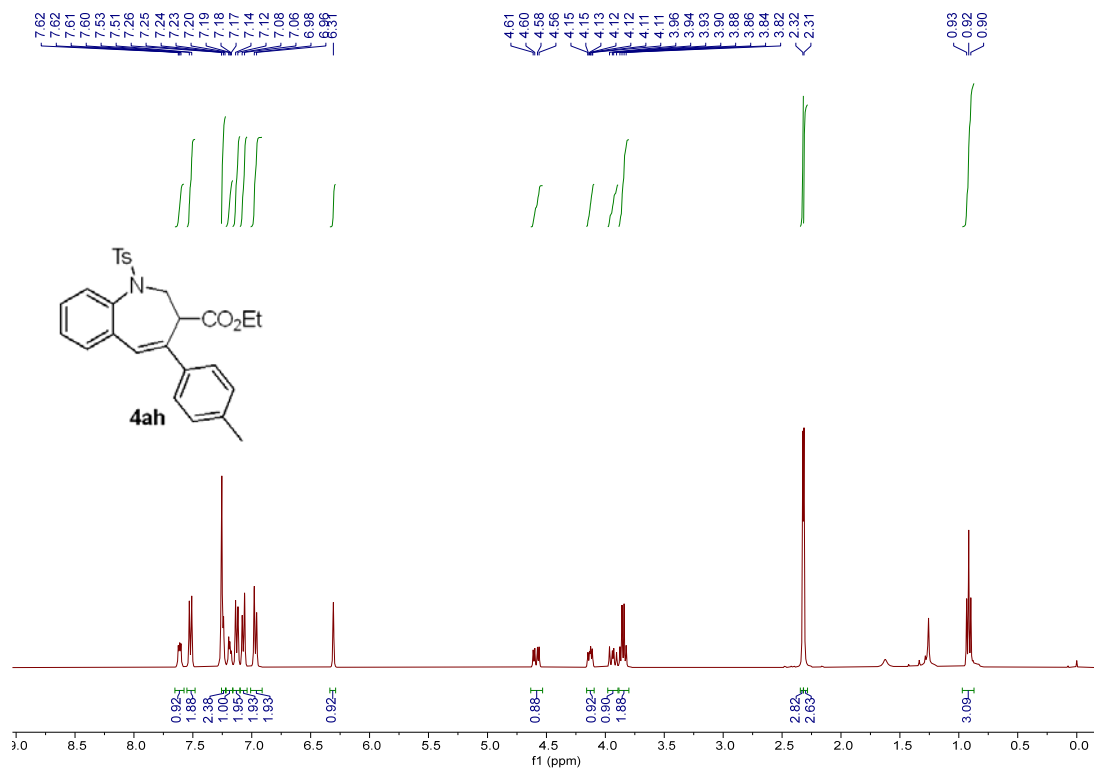 7.62 7.62 7.61 7.60 7.53 7.51 7.26 7.25 7.24 7.23 7.20 7.19 7.18 7.17 7.14 7.12 7.08 7.06 6.98 6.96 6.31 4.61 4.60 4.58 4.56 4.15 4.15 4.13 4.12 4.12 4.11 4.11 3.96 3.94 3.93 3.90 3.88 3.86 3.84 3.82 2.32 2.31 0.93 0.92 0.90
Ts
N
CO2Et
4ah
0.92 1.88 2.38 1.00 1.95 1.93 1.93 0.92 0.88 0.92 0.90 1.88 2.82 2.63 3.09
9.0 8.5 8.0 7.5 7.0 6.5 6.0 5.5 5.0 4.5 4.0 3.5 3.0 2.5 2.0 1.5 1.0 0.5 0.0
f1 (ppm)